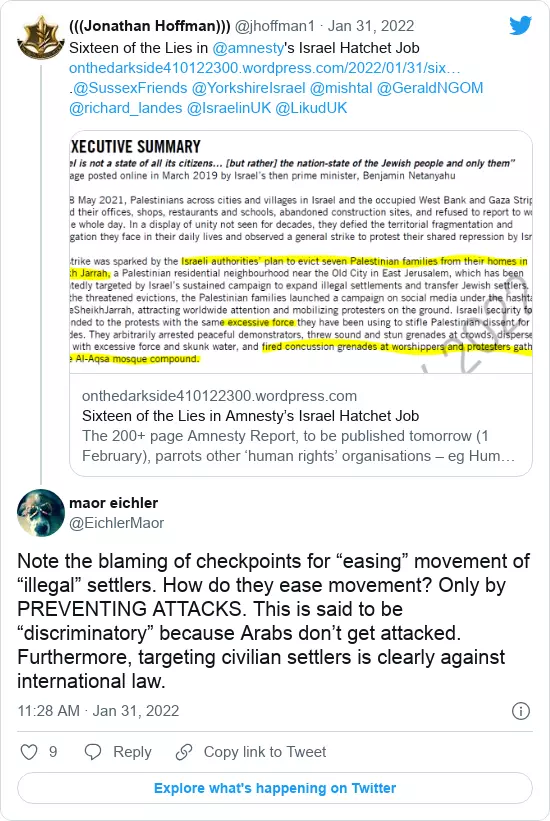 (((Jonathan Hoffman))) @jhoffman1 · Jan 31, 2022
Sixteen of the Lies in @amnesty's Israel Hatchet Job
onthedarkside410122300.wordpress.com/2022/01/31/six…
.@SussexFriends @YorkshireIsrael @mishtal @GeraldNGOM
@richard_landes @IsraelinUK @LikudUK
XECUTIVE SUMMARY
el is not a state of all its citizens... [but rather] the nation-state of the Jewish people and only them"
age posted online in March 2019 by Israel's then prime minister, Benjamin Netanyahu
8 May 2021, Palestinians across cities and villages in Israel and the occupied West Bank and Gaza Strip
d their offices, shops, restaurants and schools, abandoned construction sites, and refused to report to wo
e whole day. In a display of unity not seen for decades, they defied the territorial fragmentation and
gation they face in their daily lives and observed a general strike to protest their shared repression by Isr
trike was sparked by the Israeli authorities' plan to evict seven Palestinian families from their homes in
h Jarrah, a Palestinian residential neighbourhood near the Old City in East Jerusalem, which has been
tedly targeted by Israel's sustained campaign to expand illegal settlements and transfer Jewish settlers.
the threatened evictions, the Palestinian families launched a campaign on social media under
eSheikhJarrah, attracting worldwide attention and mobilizing protesters on the ground. Israeli security fo
nded to the protests with the same excessive force they have been using to stifle Palestinian dissent for
des. They arbitrarily arrested peaceful demonstrators, threw sound and stun grenades at crowds, disperse
with excessive force and skunk water, and fired concussion grenades at worshippers and protesters gath
e Al-Aqsa mosque compound.
onthedarkside410122300.wordpress.com
Sixteen of the Lies in Amnesty's Israel Hatchet Job
The 200+ page Amnesty Report, to be published tomorrow (1
February), parrots other ‘human rights’ organisations – eg Hum…
maor eichler
@EichlerMaor
Note the blaming of checkpoints for “easing” movement of
“illegal” settlers. How do they ease movement? Only by
PREVENTING ATTACKS. This is said to be
“discriminatory” because Arabs don’t get attacked.
Furthermore, targeting civilian settlers is clearly against
international law.
11:28 AM · Jan 31, 2022
9 Reply Copy link to Tweet
Explore what's happening on Twitter